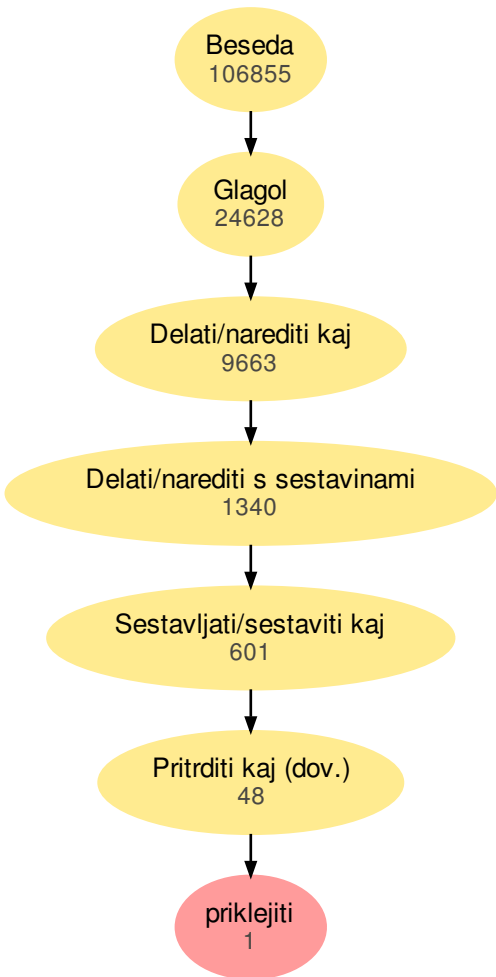 Beseda
106855
Glagol
24628
Delati/narediti kaj
9663
Delati/narediti s sestavinami
1340
Sestavljati/sestaviti kaj
601
Pritrditi kaj (dov.)
48
priklejiti
1